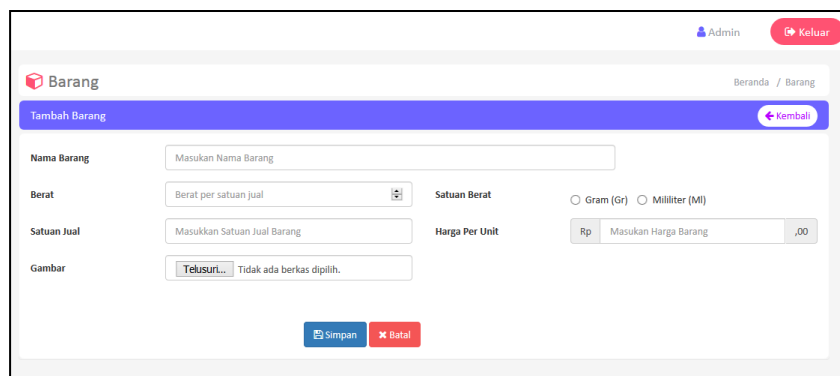 Admin Keluar
Barang Beranda / Barang
Tambah Barang Kembali
Nama Barang Masukan Nama Barang
Berat Berat per satuan jual Satuan Berat Gram (Gr) Mililiter (Ml)
Satuan Jual Masukkan Satuan Jual Barang Harga Per Unit Rp Masukan Harga Barang ,00
Gambar Telusuri... Tidak ada berkas dipilih.
Simpan Batal